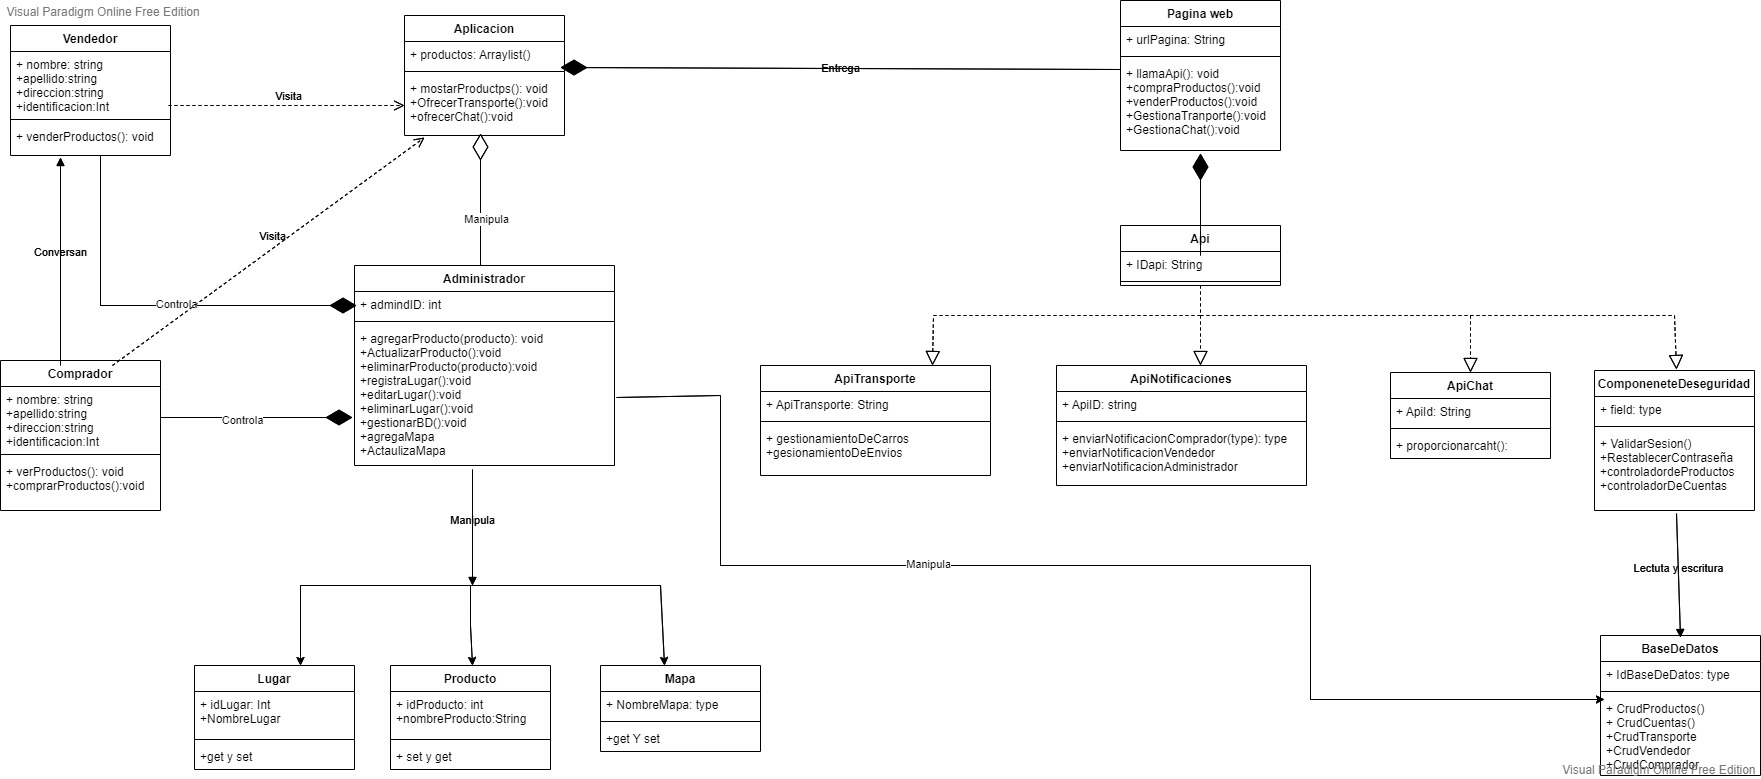 Visual Paradigm Online Free Edition
Vendedor
+ nombre: string
+apellido:string
+direccion:string
+identificacion:Int
+ venderProductos(): void
Visita
Aplicacion
+ productos: Arraylist()
+ mostarProductps(): void
+OfrecerTransporte():void
+ofrecerChat():void
Entrega
Pagina web
+ urlPagina: String
+ llamaApi(): void
+compraProductos():void
+venderProductos():void
+GestionaTranporte():void
+GestionaChat():void
Manipula
Visita
Conversan
Api
+ IDapi: String
Controla
Administrador
+ admindID: int
+ agregarProducto(producto): void
+ActualizarProducto():void
+eliminarProducto(producto):void
+registraLugar():void
+editarLugar():void
+eliminarLugar():void
+gestionarBD():void
+agregaMapa
+ActaulizaMapa
Comprador
+ nombre: string
+apellido:string
+direccion:string
+identificacion:Int
+ verProductos(): void
+comprarProductos():void
Controla
ApiTransporte
+ ApiTransporte: String
+ gestionamientoDeCarros
+gesionamientoDeEnvios
ApiNotificaciones
+ ApiID: string
+ enviarNotificacionComprador(type): type
+enviarNotificacionVendedor
+enviarNotificacionAdministrador
ApiChat
+ ApiId: String
+ proporcionarcaht():
ComponeneteDeseguridad
+ field: type
+ ValidarSesion()
+RestablecerContraseña
+controladordeProductos
+controladorDeCuentas
Manipula
Manipula
Lectuta y escritura
Lugar
+ idLugar: Int
+NombreLugar
+get y set
Producto
+ idProducto: int
+nombreProducto:String
+ set y get
Mapa
+ NombreMapa: type
+get Y set
BaseDeDatos
+ IdBaseDeDatos: type
+ CrudProductos()
+ CrudCuentas()
+CrudTransporte
+CrudVendedor
+CrudComprador
Visual Paradigm Online Free Edition